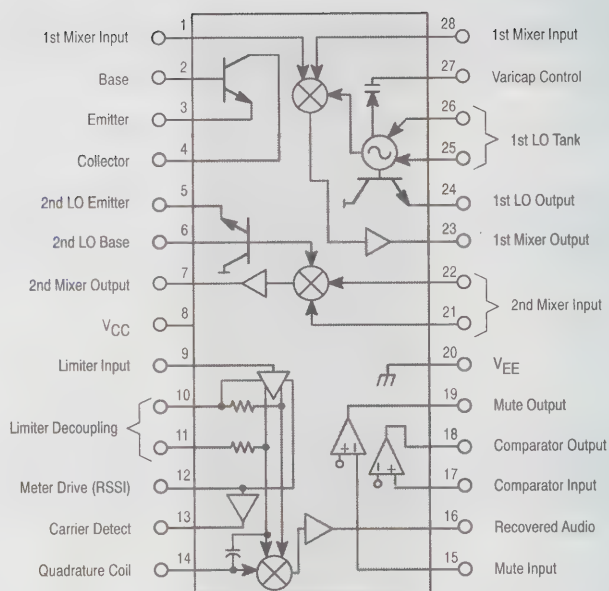 1
1st Mixer Input
2
Base
3
Emitter
4
Collector
5
2nd LO Emitter
6
2nd LO Base
7
2nd Mixer Output
8
VCC
9
Limiter Input
10
Limiter Decoupling
11
12
Meter Drive (RSSI)
13
Carrier Detect
14
Quadrature Coil
28
1st Mixer Input
27
Varicap Control
26
1st LO Tank
25
24
1st LO Output
23
1st Mixer Output
22
2nd Mixer Input
21
20
VEE
19
Mute Output
18
Comparator Output
17
Comparator Input
16
Recovered Audio
15
Mute Input